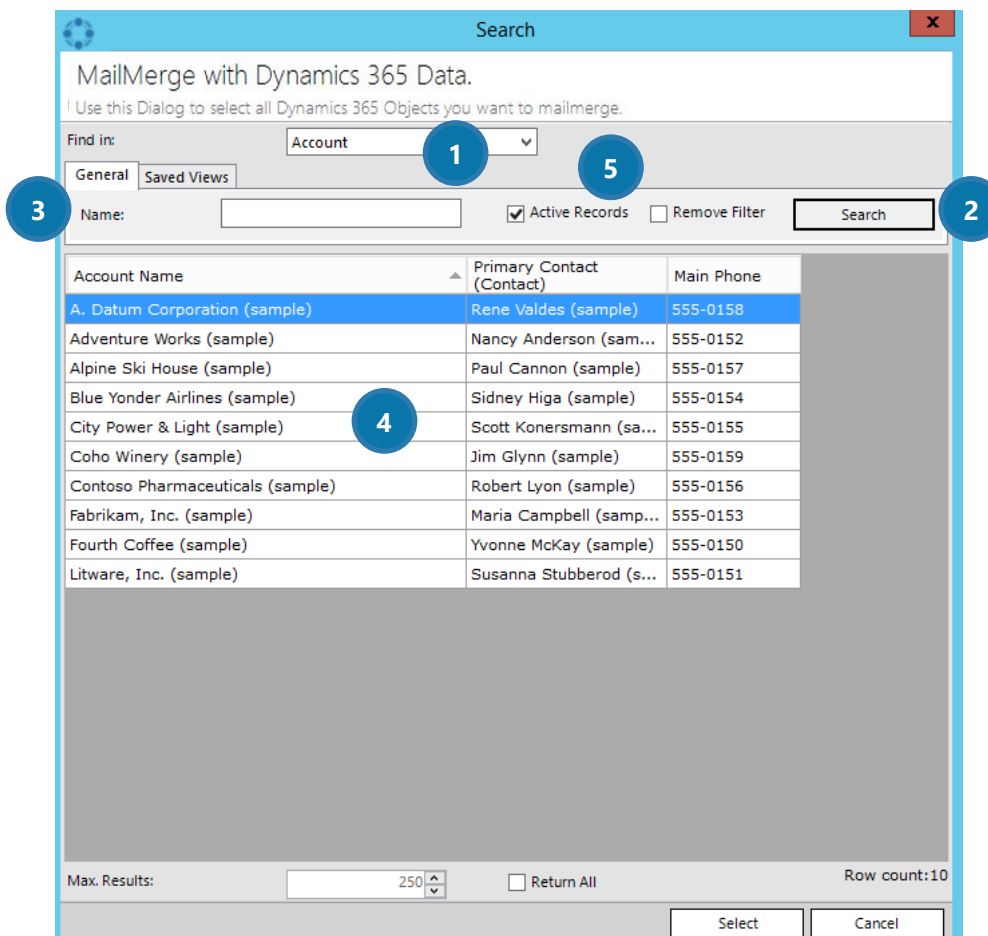 Search
x
MailMerge with Dynamics 365 Data.
Use this Dialog to select all Dynamics 365 Objects you want to mailmerge.
Find in: Account
1
5
General Saved Views
3 Name: Active Records Remove Filter Search 2
Account Name Primary Contact (Contact) Main Phone
A. Datum Corporation (sample) Rene Valdes (sample) 555-0158
Adventure Works (sample) Nancy Anderson (sam... 555-0152
Alpine Ski House (sample) Paul Cannon (sample) 555-0157
Blue Yonder Airlines (sample) Sidney Higa (sample) 555-0154
4
City Power & Light (sample) Scott Konersmann (sa... 555-0155
Coho Winery (sample) Jim Glynn (sample) 555-0159
Contoso Pharmaceuticals (sample) Robert Lyon (sample) 555-0156
Fabrikam, Inc. (sample) Maria Campbell (samp... 555-0153
Fourth Coffee (sample) Yvonne McKay (sample) 555-0150
Litware, Inc. (sample) Susanna Stubberod (s... 555-0151
Max. Results: 250 Return All Row count:10
Select Cancel